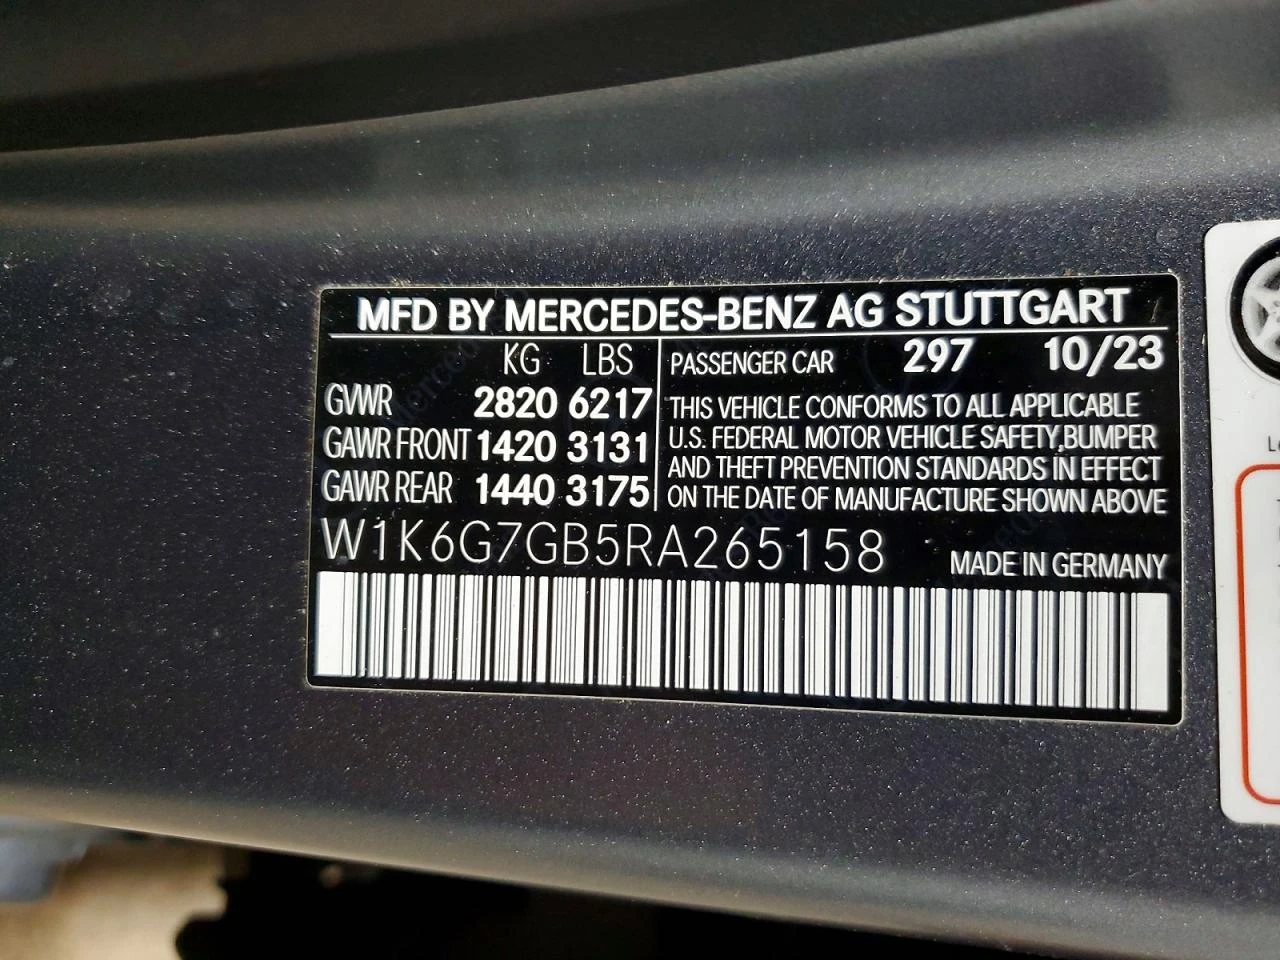 MFD BY MERCEDES-BENZ AG STUTTGART
KG LBS
GVWR 2820 6217
GAWR FRONT 1420 3131
GAWR REAR 1440 3175
PASSENGER CAR 297 10/23
THIS VEHICLE CONFORMS TO ALL APPLICABLE
U.S. FEDERAL MOTOR VEHICLE SAFETY,BUMPER
AND THEFT PREVENTION STANDARDS IN EFFECT
ON THE DATE OF MANUFACTURE SHOWN ABOVE
W1K6G7GB5RA265158
MADE IN GERMANY